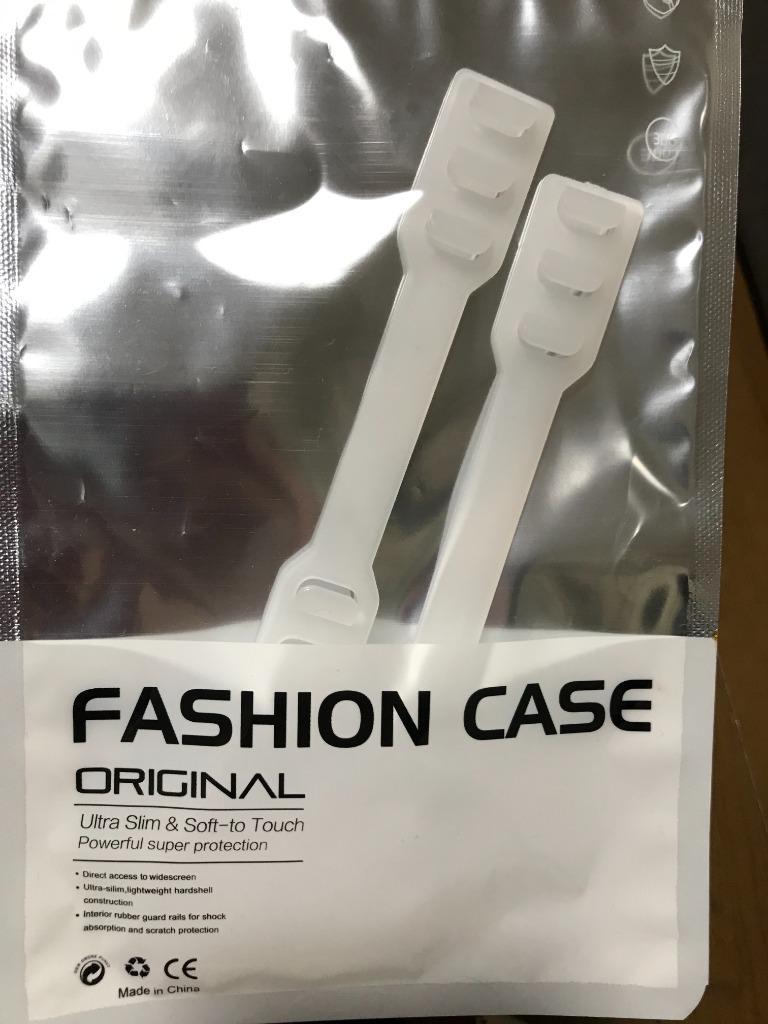 FASHION CASE
ORIGINAL
Ultra Slim & Soft-to Touch
Powerful super protection
• Direct access to widescreen
• Ultra-silim,lightweight hardshell
construction
• Interior rubber guard rails for shock
absorption and scratch protection
CE
Made in China